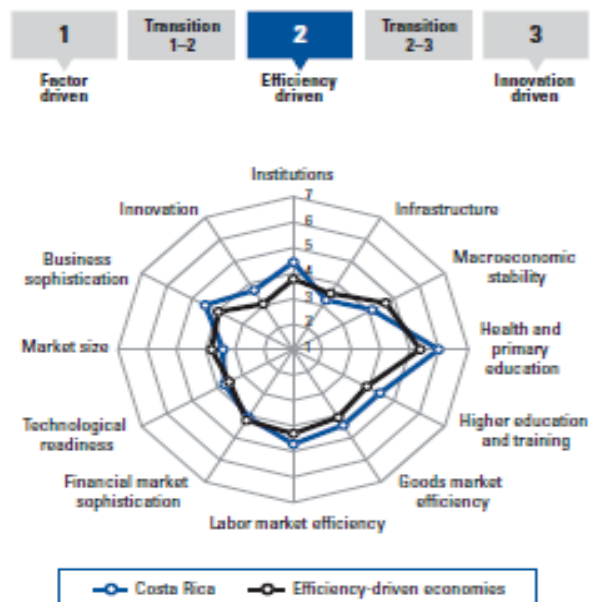 1
Transition
1–2
2
Transition
2–3
3
Factor
driven
Efficiency
driven
Innovation
driven
Institutions
7
Innovation
6
Infrastructure
5
Business
sophistication
Macroeconomic
stability
4
3
2
Market size
1
Health and
primary
education
Technological
readiness
Higher education
and training
Financial market
sophistication
Goods market
efficiency
Labor market efficiency
Costa Rica
Efficiency-driven economies